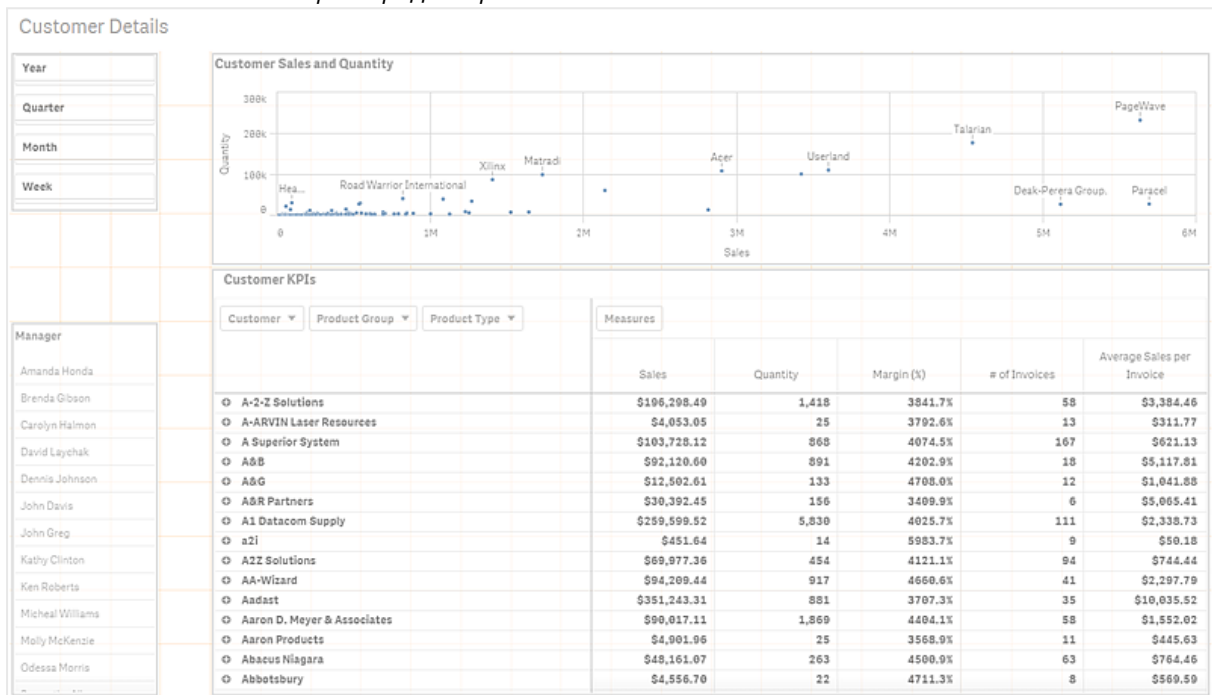 Customer Details
Year
Quarter
Month
Week
Customer Sales and Quantity
Quantity
300k
200k
100k
0
PageWave
Talarian
Acer
Userland
Xilinx
Matradi
Hea...
Road Warrior International
Deak-Perera Group.
Paracel
0 1M 2M 3M 4M 5M 6M
Sales
Manager
Amanda Honda
Brenda Gibson
Carolyn Halmon
David Laychak
Dennis Johnson
John Davis
John Greg
Kathy Clinton
Ken Roberts
Micheal Williams
Molly McKenzie
Odessa Morris
Customer KPIs
Customer Product Group Product Type Measures
Sales Quantity Margin (%) # of Invoices Average Sales per Invoice
A-2-Z Solutions $196,298.49 1,418 3841.7% 58 $3,384.46
A-ARVIN Laser Resources $4,053.05 25 3792.6% 13 $311.77
A Superior System $103,728.12 868 4074.5% 167 $621.13
A&B $92,120.60 891 4202.9% 18 $5,117.81
A&G $12,502.61 133 4708.0% 12 $1,041.88
A&R Partners $30,392.45 156 3409.9% 6 $5,065.41
A1 Datacom Supply $259,599.52 5,830 4025.7% 111 $2,338.73
a2i $451.64 14 5983.7% 9 $50.18
A2Z Solutions $69,977.36 454 4121.1% 94 $744.44
AA-Wizard $94,209.44 917 4660.6% 41 $2,297.79
Aadast $351,243.31 881 3707.3% 35 $10,035.52
Aaron D. Meyer & Associates $90,017.11 1,869 4404.1% 58 $1,552.02
Aaron Products $4,901.96 25 3568.9% 11 $445.63
Abacus Niagara $48,161.07 263 4500.9% 63 $764.46
Abbotsbury $4,556.70 22 4711.3% 8 $569.59